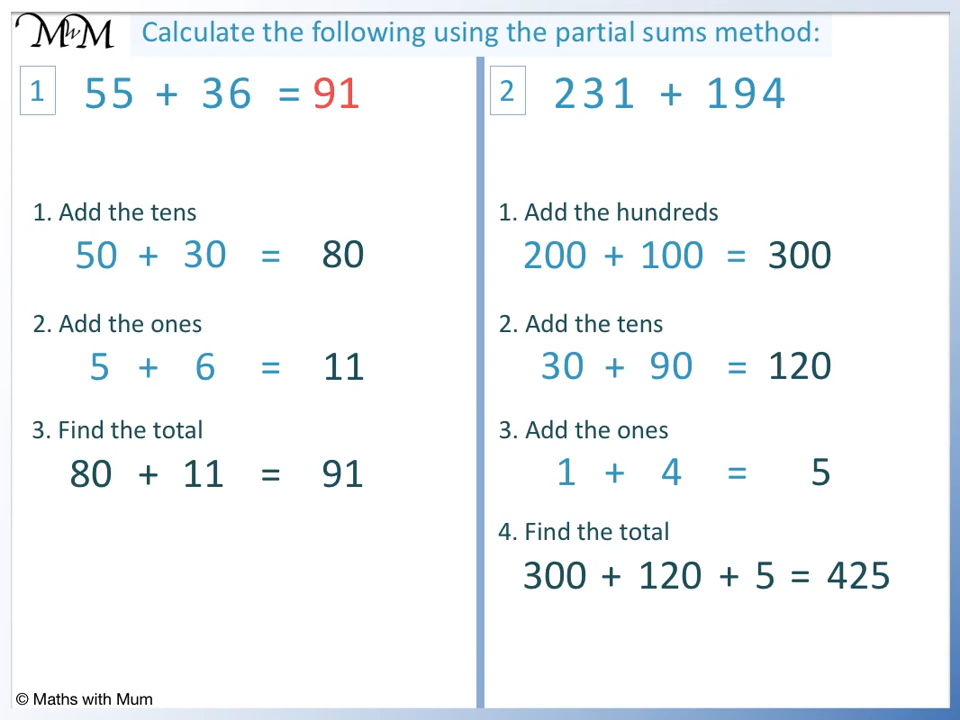 MwM
Calculate the following using the partial sums method:
1 55 + 36 = 91
1. Add the tens
50 + 30 = 80
2. Add the ones
5 + 6 = 11
3. Find the total
80 + 11 = 91
2 231 + 194
1. Add the hundreds
200 + 100 = 300
2. Add the tens
30 + 90 = 120
3. Add the ones
1 + 4 = 5
4. Find the total
300 + 120 + 5 = 425
© Maths with Mum